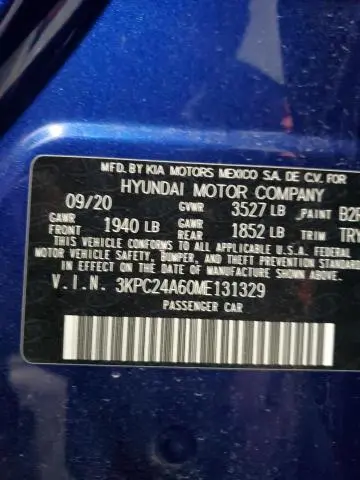 MFD. BY KIA MOTORS MEXICO S.A. DE C.V. FOR
HYUNDAI MOTOR COMPANY
09/20 GVWR 3527 LB PAINT
GAWR FRONT 1940 LB GAWR REAR 1852 LB TRIM TRY
THIS VEHICLE CONFORMS TO ALL APPLICABLE U.S.A. FEDERAL
MOTOR VEHICLE SAFETY, BUMPER, AND THEFT PREVENTION
STANDARDS IN EFFECT ON THE DATE OF MANUFACTURE SHOWN ABOVE.
V.I.N. 3KPC24A60ME131329
PASSENGER CAR